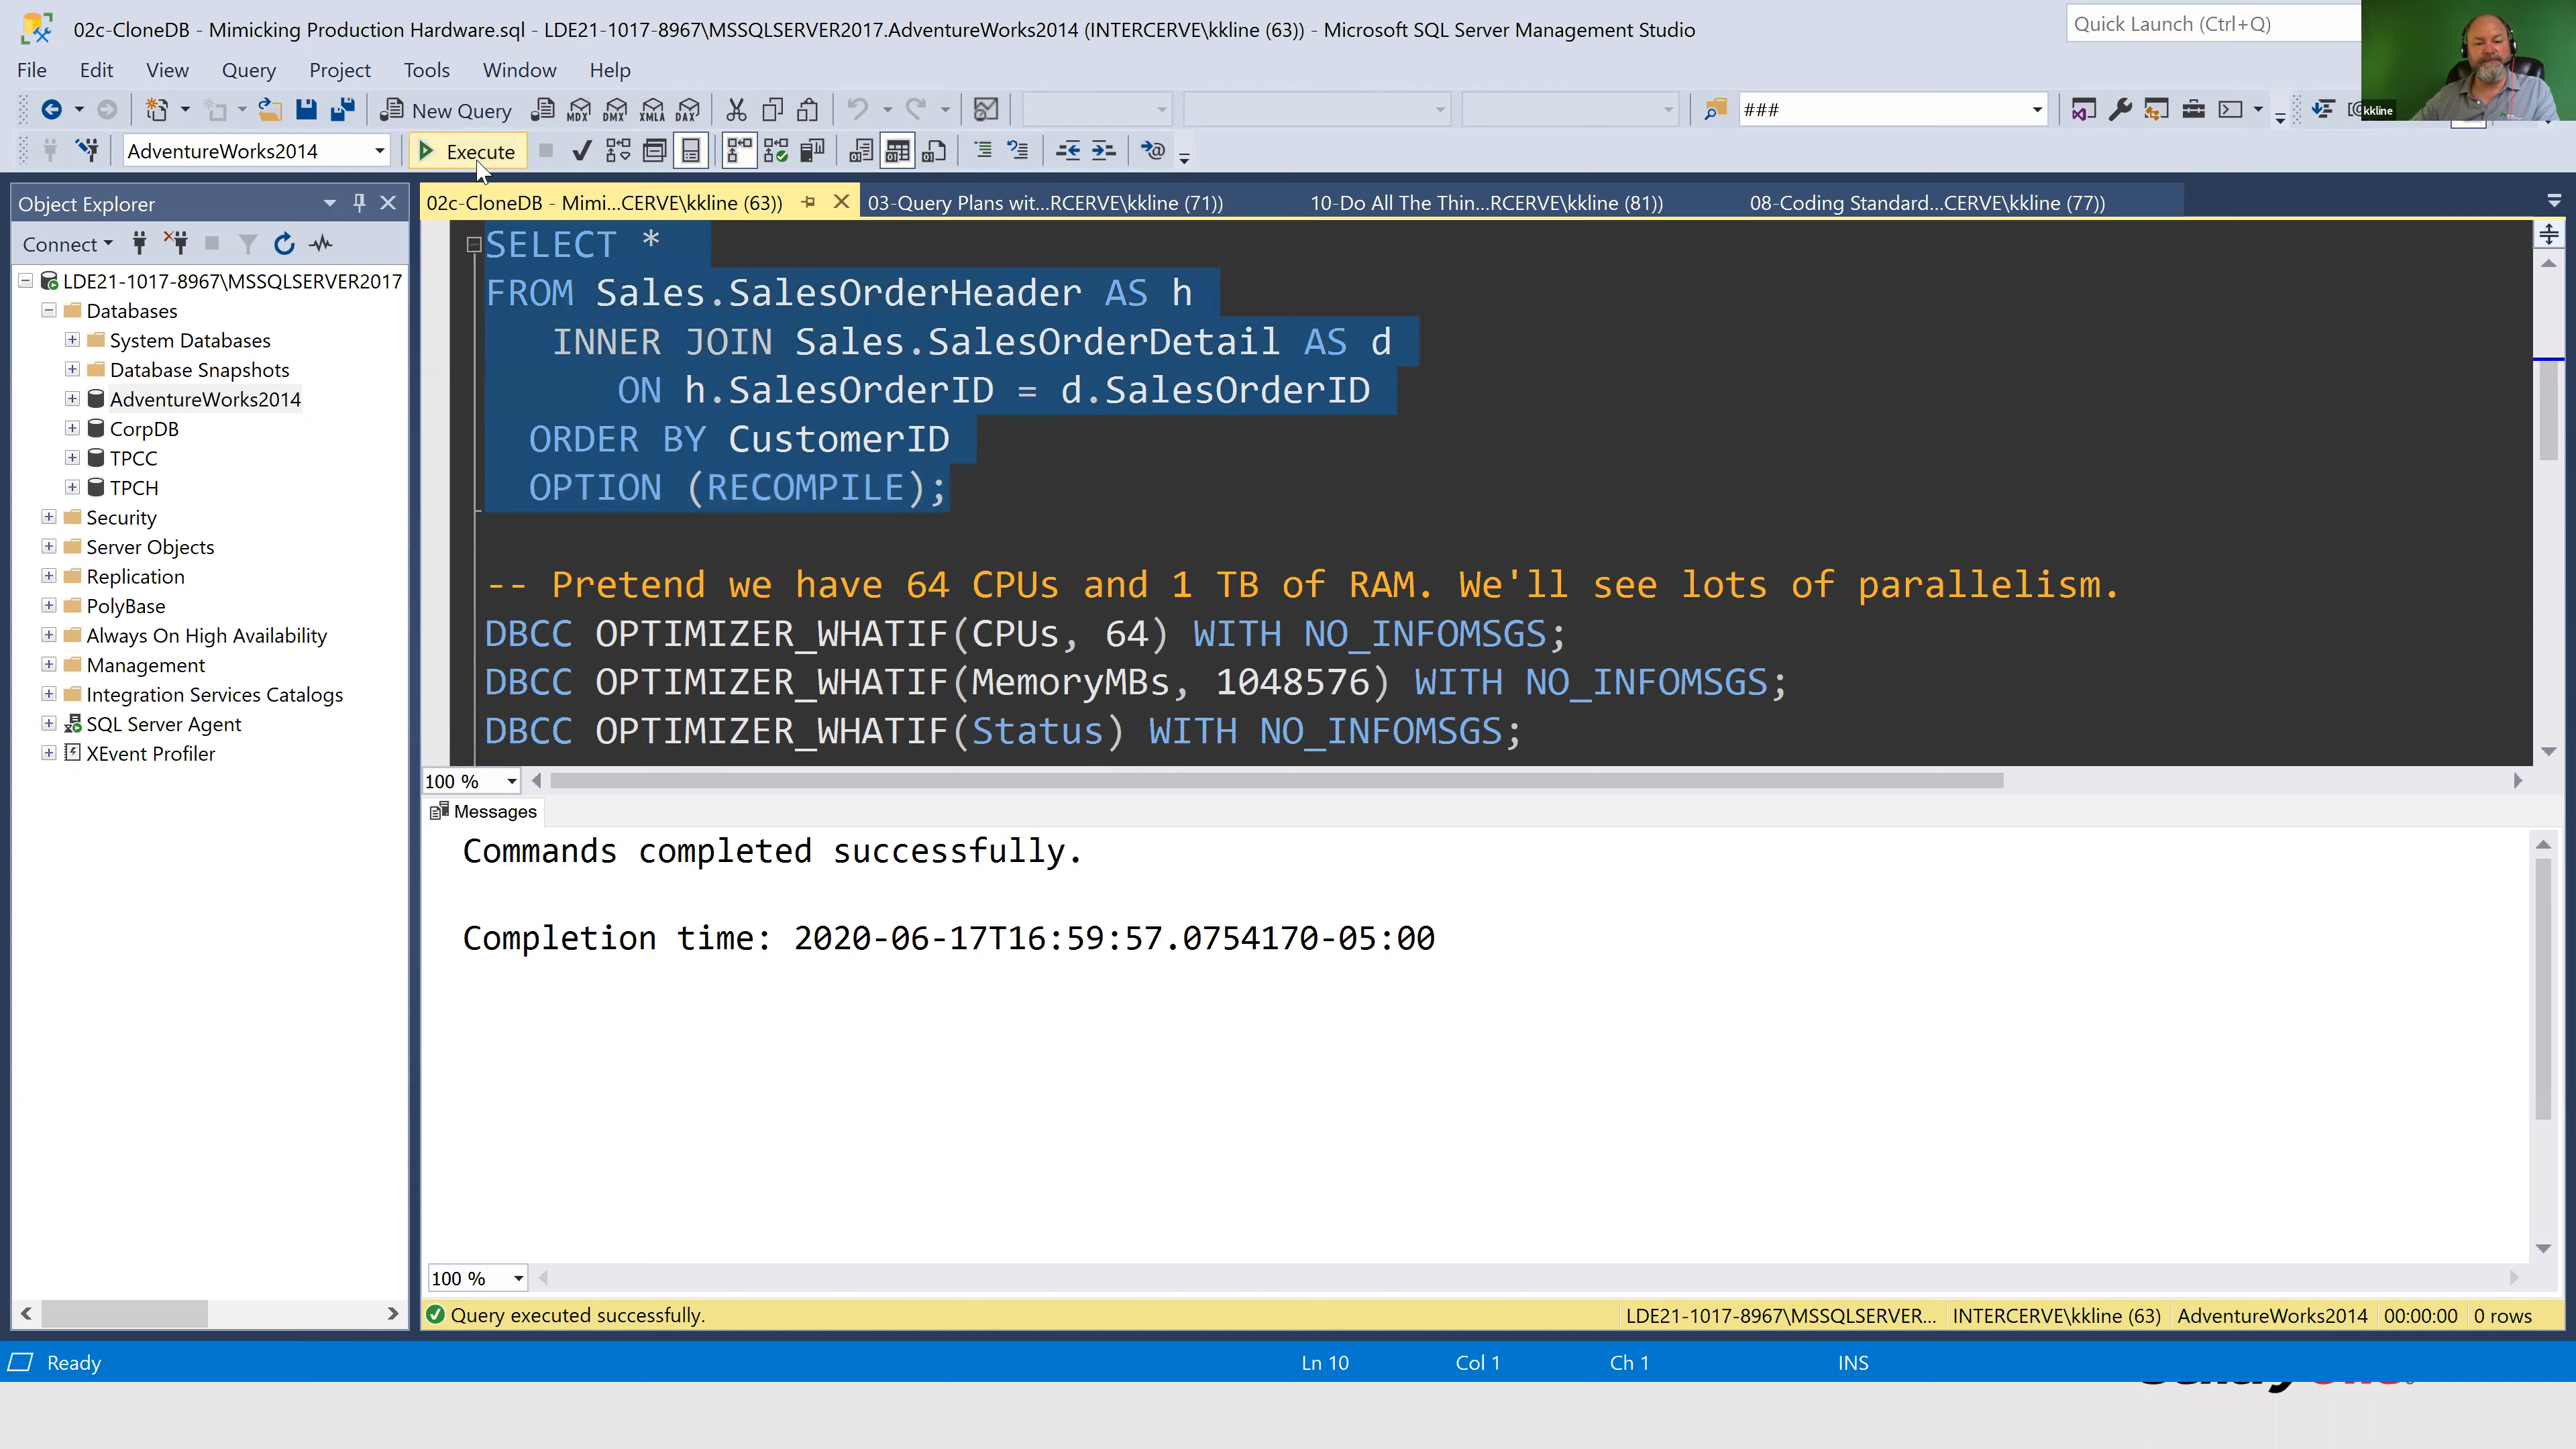 02c-CloneDB - Mimicking Production Hardware.sql - LDE21-1017-8967\MSSQLSERVER2017.AdventureWorks2014 (INTERCERVE\kkline (63)) - Microsoft SQL Server Management Studio
Quick Launch (Ctrl+Q)
File Edit View Query Project Tools Window Help
New Query
MDX DMX XMLA DAX
###
kkline
AdventureWorks2014
Execute
Object Explorer
Connect
LDE21-1017-8967\MSSQLSERVER2017
Databases
System Databases
Database Snapshots
AdventureWorks2014
CorpDB
TPCC
TPCH
Security
Server Objects
Replication
PolyBase
Always On High Availability
Management
Integration Services Catalogs
SQL Server Agent
XEvent Profiler
02c-CloneDB - Mimi...CERVE\kkline (63)) 03-Query Plans wit...RCERVE\kkline (71)) 10-Do All The Thin...RCERVE\kkline (81)) 08-Coding Standard...CERVE\kkline (77))
SELECT *
FROM Sales.SalesOrderHeader AS h
INNER JOIN Sales.SalesOrderDetail AS d
ON h.SalesOrderID = d.SalesOrderID
ORDER BY CustomerID
OPTION (RECOMPILE);
-- Pretend we have 64 CPUs and 1 TB of RAM. We'll see lots of parallelism.
DBCC OPTIMIZER_WHATIF(CPUs, 64) WITH NO_INFOMSGS;
DBCC OPTIMIZER_WHATIF(MemoryMBs, 1048576) WITH NO_INFOMSGS;
DBCC OPTIMIZER_WHATIF(Status) WITH NO_INFOMSGS;
100 %
Messages
Commands completed successfully.
Completion time: 2020-06-17T16:59:57.0754170-05:00
100 %
Query executed successfully. LDE21-1017-8967\MSSQLSERVER... INTERCERVE\kkline (63) AdventureWorks2014 00:00:00 0 rows
Ready Ln 10 Col 1 Ch 1 INS